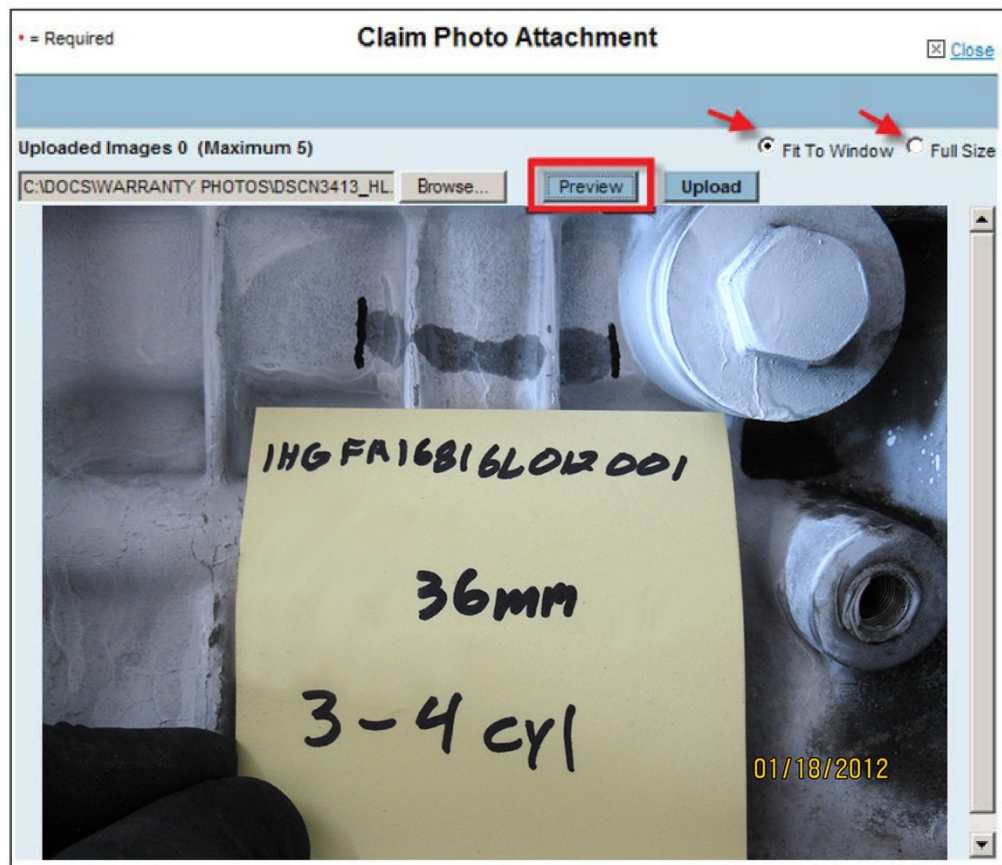 • = Required
Claim Photo Attachment
Close
Uploaded Images 0 (Maximum 5)
Fit To Window
Full Size
C:\DOCS\WARRANTY PHOTOS\DSCN3413_HL.
Browse...
Preview
Upload
1HGFA16816L012001
36mm
3-4 cyl
01/18/2012